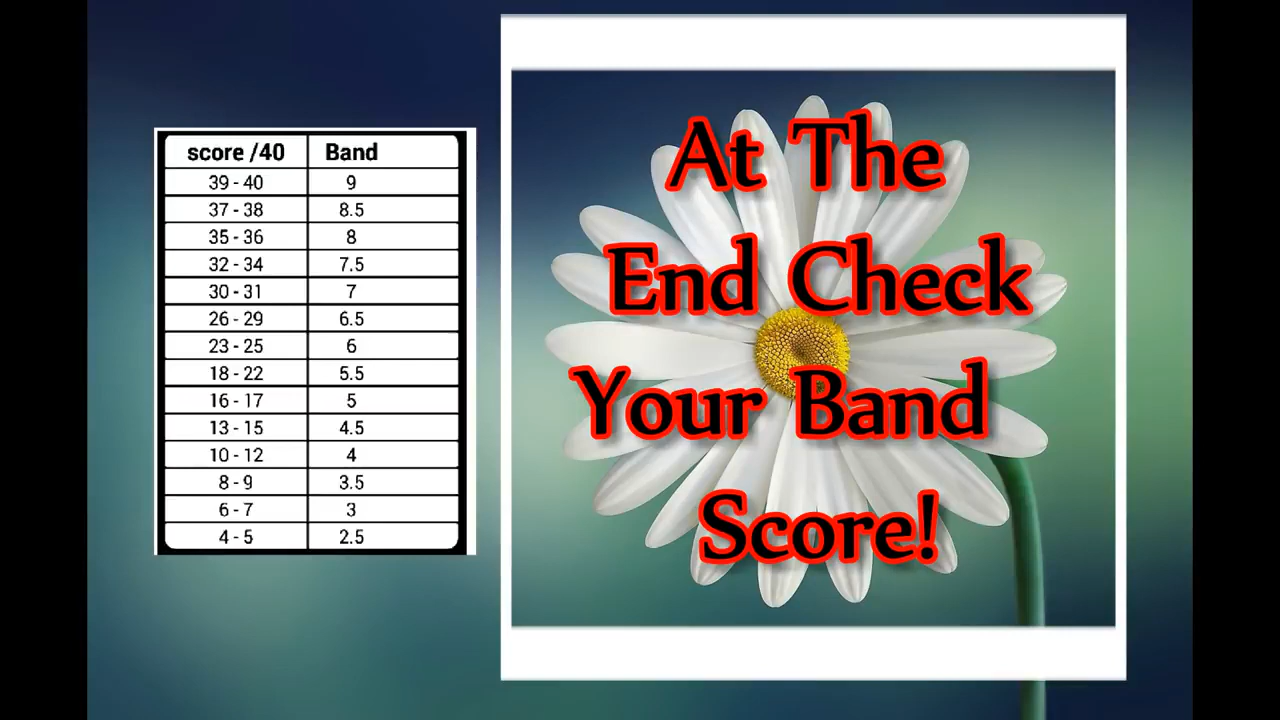 score /40 Band
39 - 40 9
37 - 38 8.5
35 - 36 8
32 - 34 7.5
30 - 31 7
26 - 29 6.5
23 - 25 6
18 - 22 5.5
16 - 17 5
13 - 15 4.5
10 - 12 4
8 - 9 3.5
6 - 7 3
4 - 5 2.5
At The
End Check
Your Band
Score!